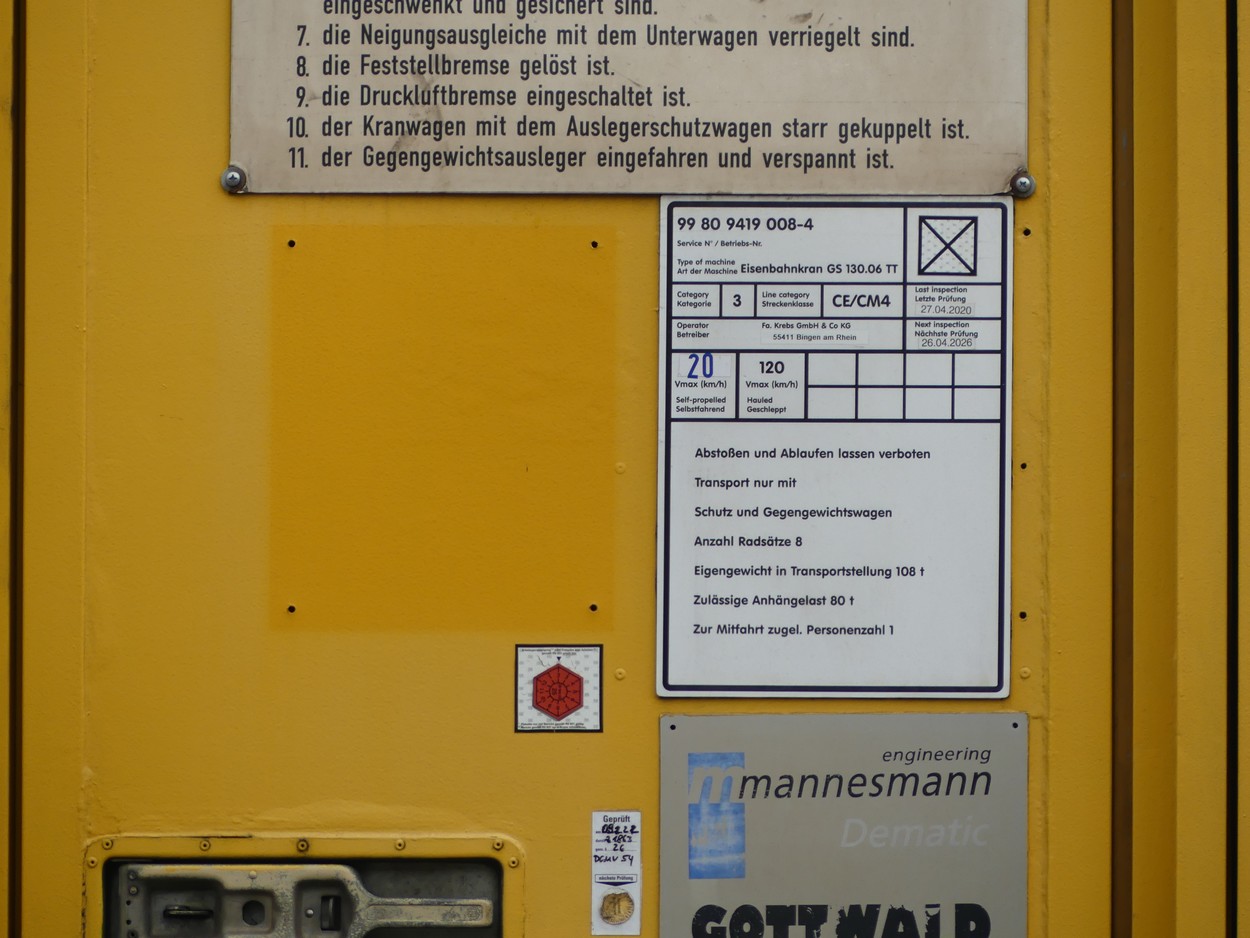 eingeschwenkt und gesichert sind.
7. die Neigungsausgleiche mit dem Unterwagen verriegelt sind.
8. die Feststellbremse gelöst ist.
9. die Druckluftbremse eingeschaltet ist.
10. der Kranwagen mit dem Auslegerschutzwagen starr gekuppelt ist.
11. der Gegengewichtsausleger eingefahren und verspannt ist.
99 80 9419 008-4
Service N° / Betriebs-Nr.
Type of machine
Art der Maschine Eisenbahnkran GS 130.06 TT
Category
Kategorie
3
Line category
Streckenklasse
CE/CM4
Last inspection
Letzte Prüfung
27.04.2020
Operator
Betreiber
Fa. Krebs GmbH & Co KG
55411 Bingen am Rhein
Next inspection
Nächhste Prüfung
26.04.2026
20
Vmax (km/h)
Self-propelled
Selbstfahrend
120
Vmax (km/h)
Hauled
Geschleppt
Abstoßen und Ablaufen lassen verboten
Transport nur mit
Schutz und Gegengewichtswagen
Anzahl Radsätze 8
Eigengewicht in Transportstellung 108 t
Zulässige Anhängelast 80 t
Zur Mitfahrt zugel. Personenzahl 1
engineering
mannesmann
Dematic
GOTTWALD
Geprüft
26
DGUV 54
nächste Prüfung